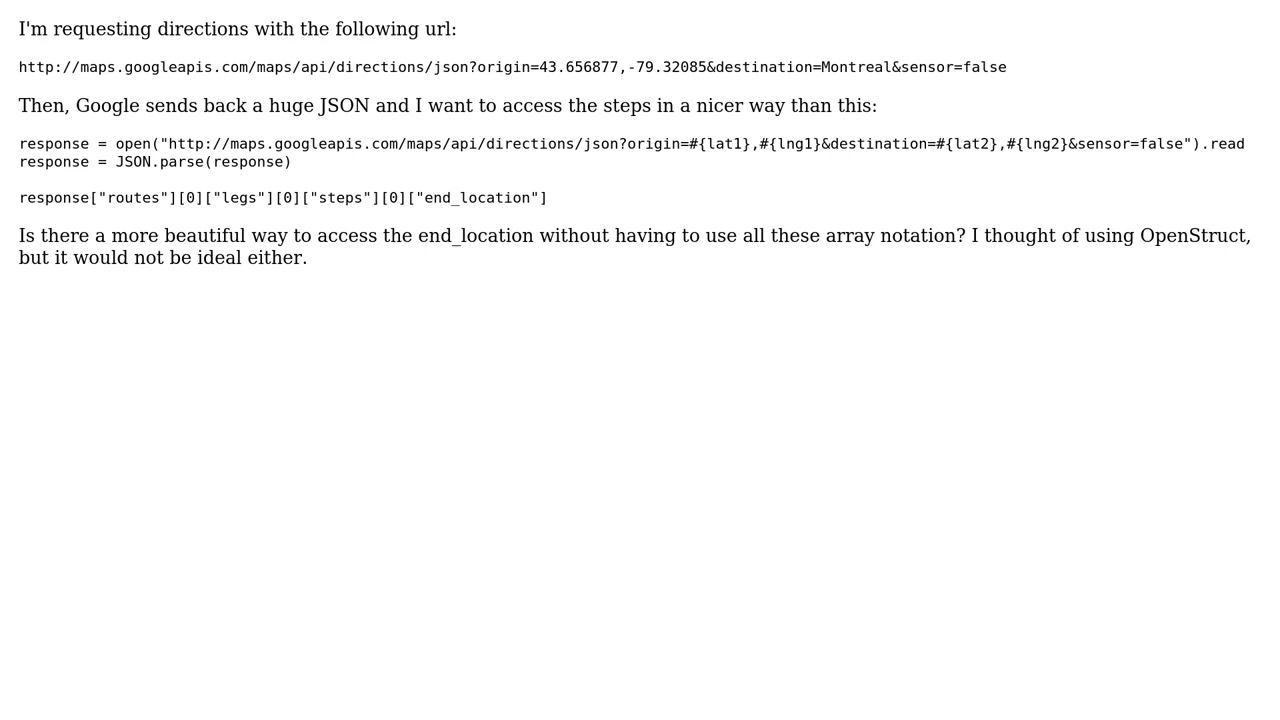 I'm requesting directions with the following url:
http://maps.googleapis.com/maps/api/directions/json?origin=43.656877,-79.32085&destination=Montreal&sensor=false
Then, Google sends back a huge JSON and I want to access the steps in a nicer way than this:
response = open("http://maps.googleapis.com/maps/api/directions/json?origin=#{lat1},#{lng1}&destination=#{lat2},#{lng2}&sensor=false").read
response = JSON.parse(response)
response["routes"][0]["legs"][0]["steps"][0]["end_location"]
Is there a more beautiful way to access the end_location without having to use all these array notation? I thought of using OpenStruct,
but it would not be ideal either.